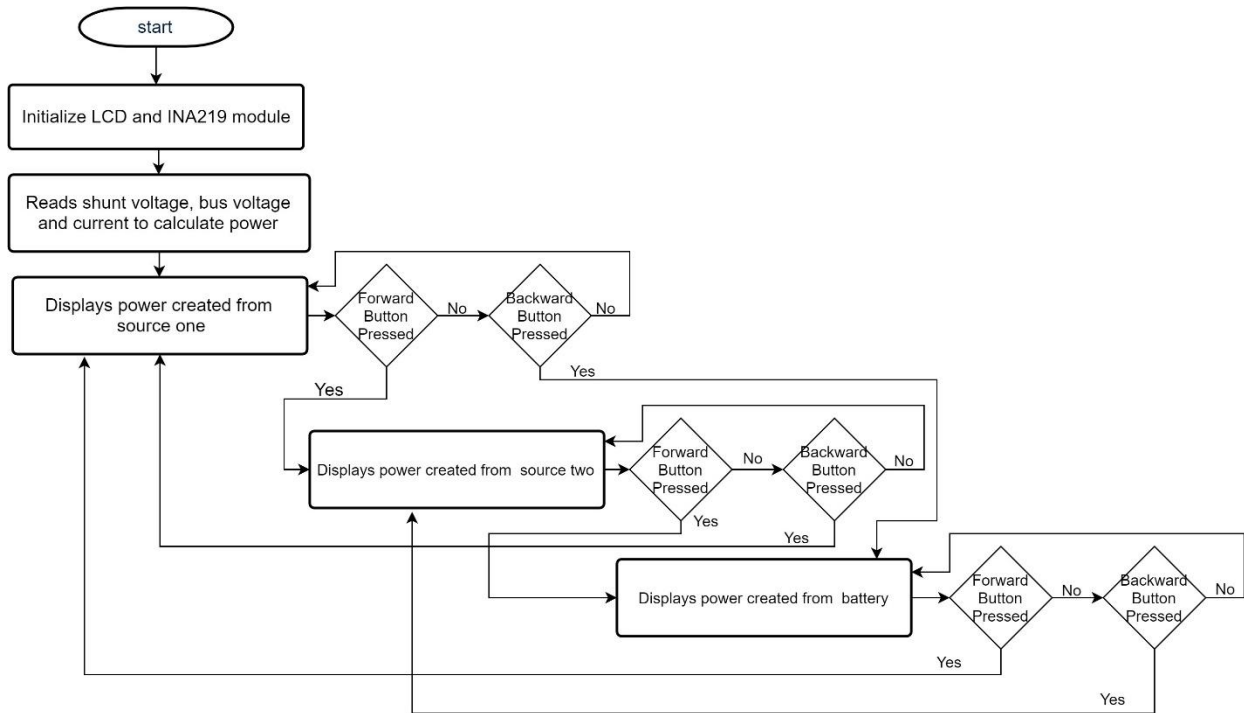 start
Initialize LCD and INA219 module
Reads shunt voltage, bus voltage
and current to calculate power
Displays power created from
source one
Forward
Button
Pressed
No
Backward
Button
Pressed
No
Yes
Yes
Displays power created from  source two
Forward
Button
Pressed
No
Backward
Button
Pressed
No
Yes
Yes
Displays power created from  battery
Forward
Button
Pressed
No
Backward
Button
Pressed
No
Yes
Yes